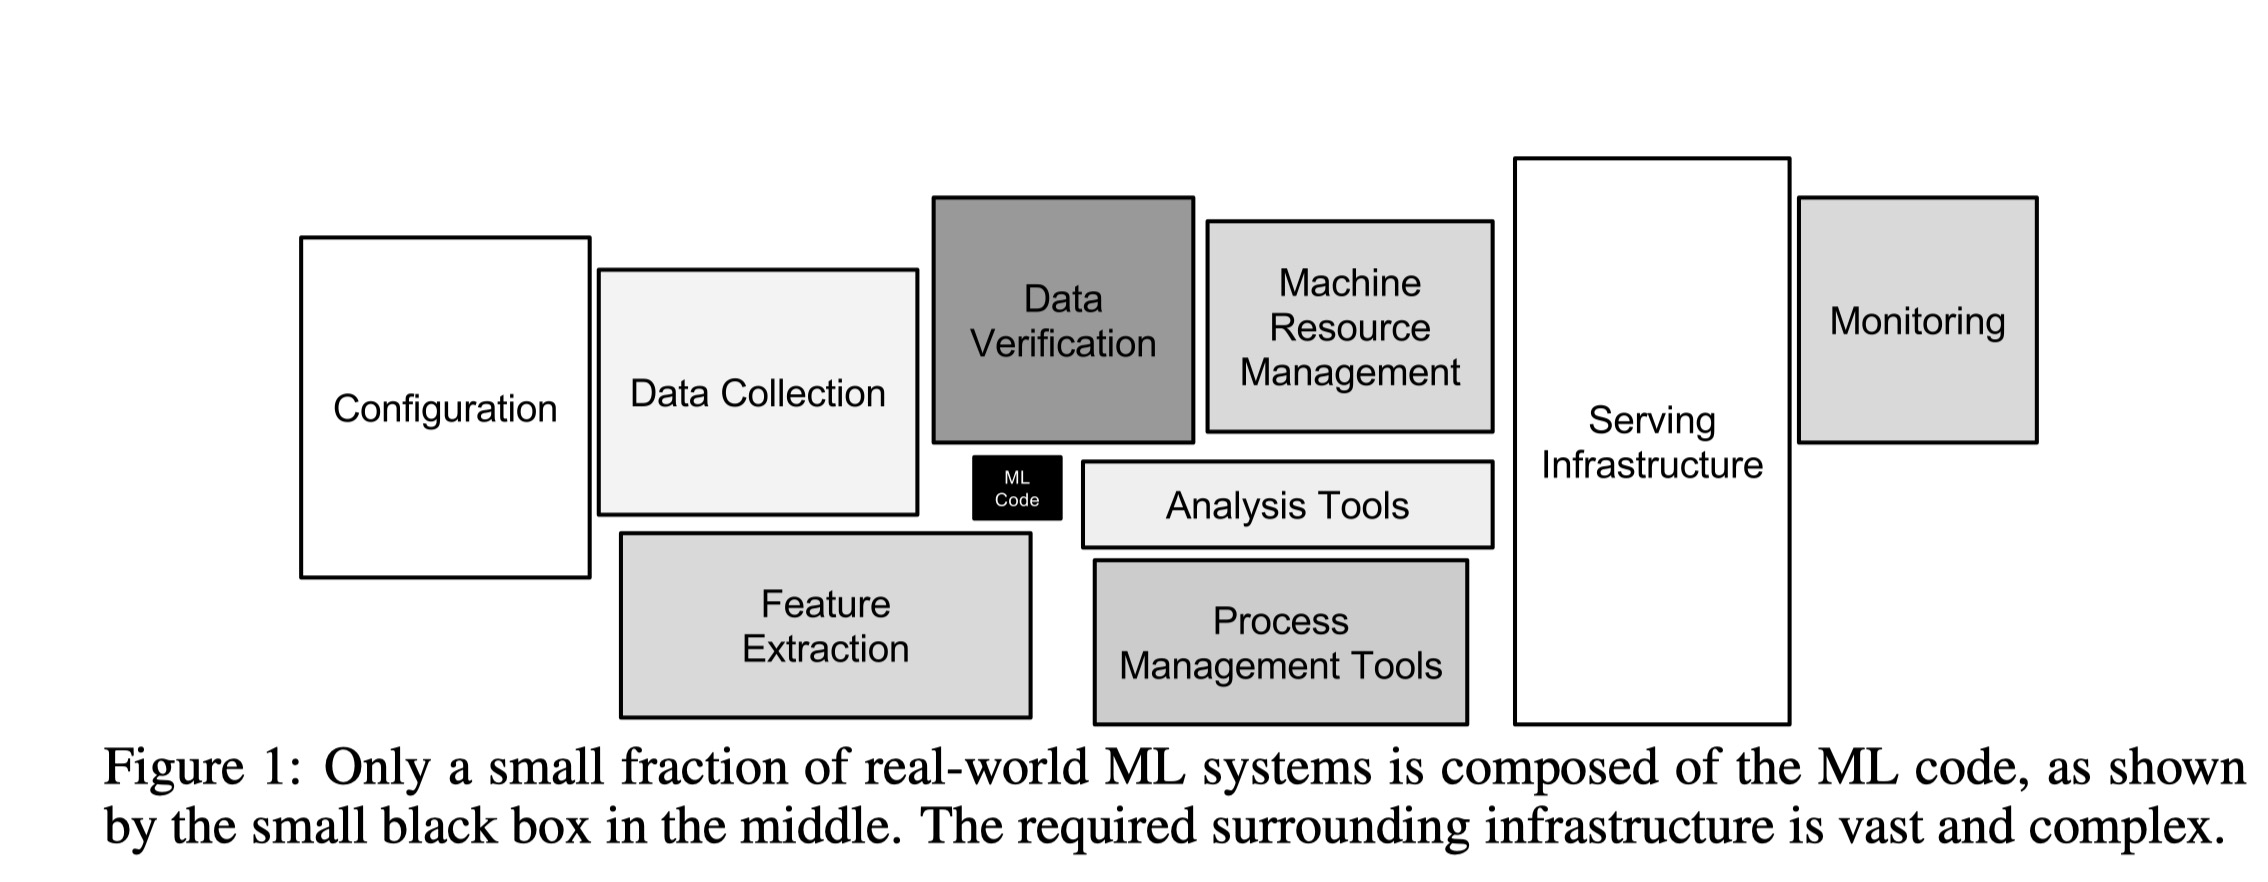 Configuration
Data Collection
Data
Verification
Machine
Resource
Management
Serving
Infrastructure
Monitoring
ML
Code
Analysis Tools
Feature
Extraction
Process
Management Tools
Figure 1: Only a small fraction of real-world ML systems is composed of the ML code, as shown
by the small black box in the middle. The required surrounding infrastructure is vast and complex.